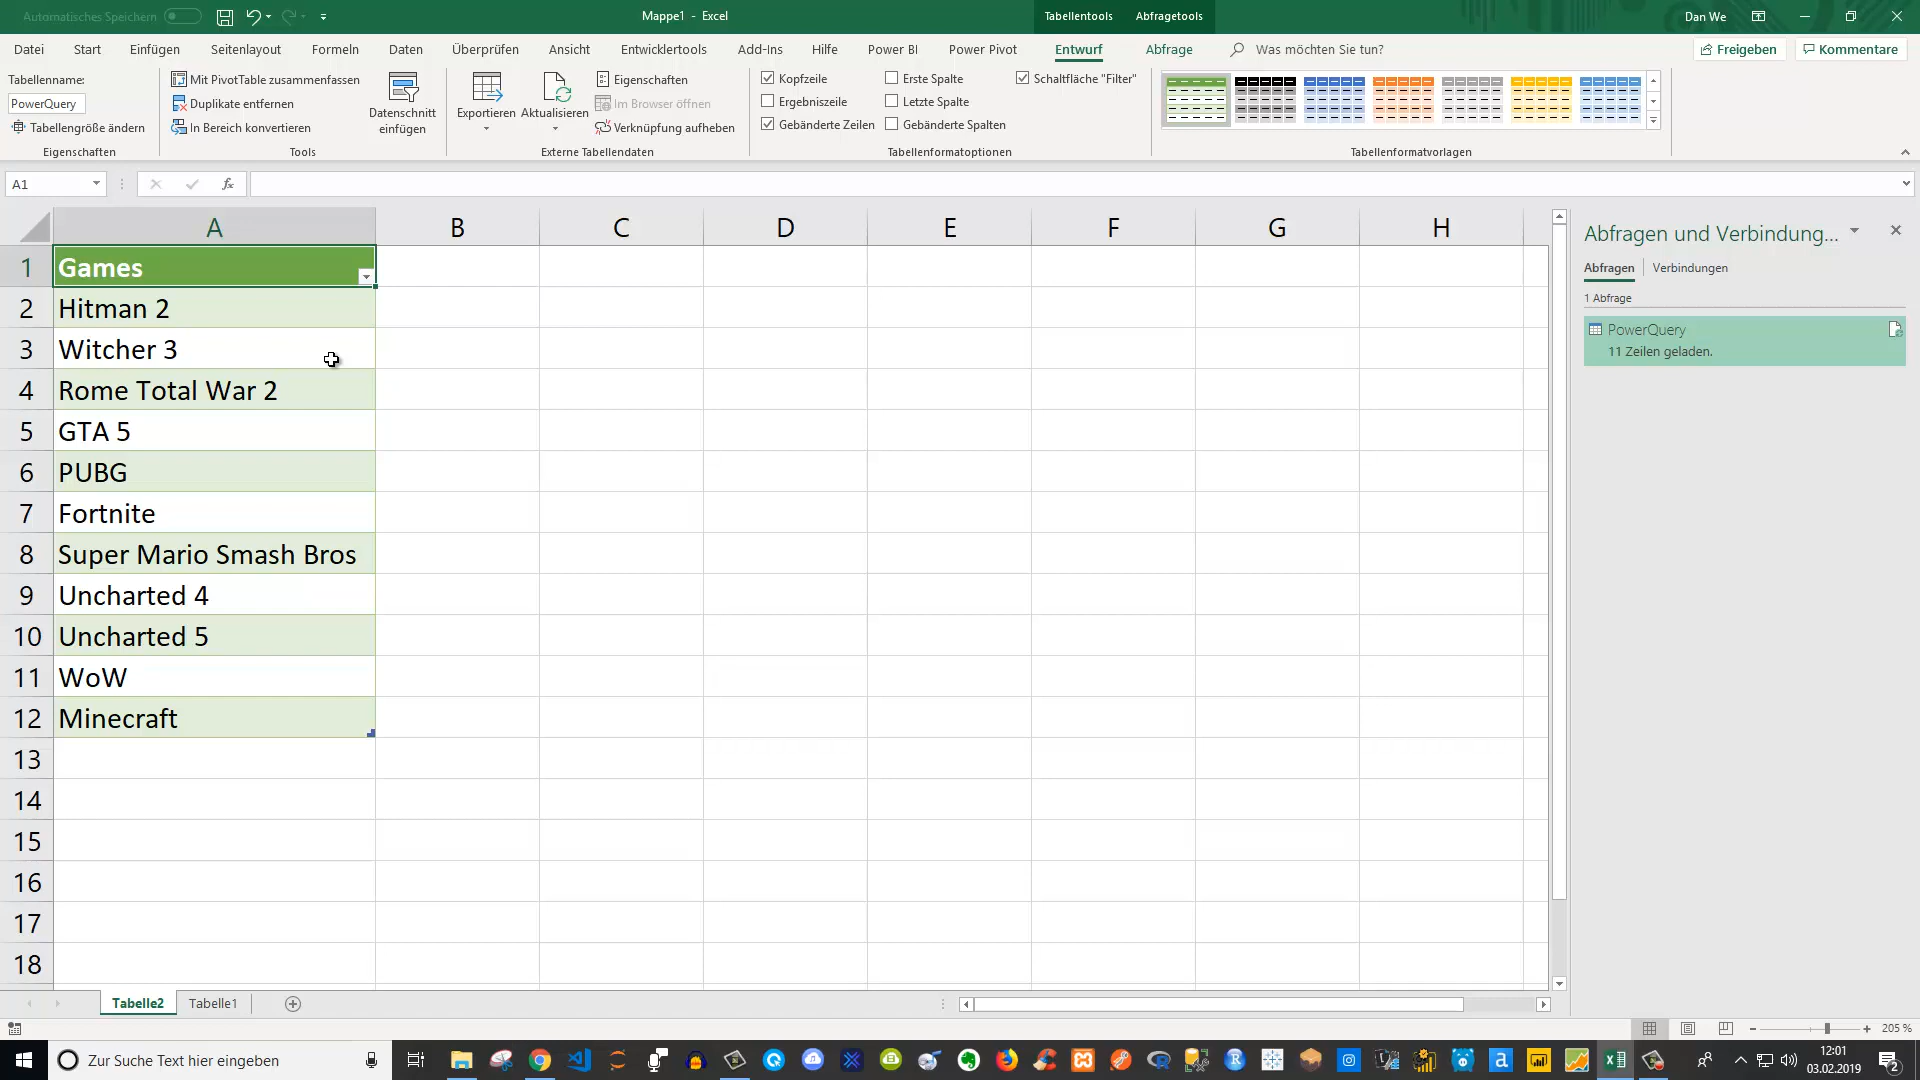 Automatisches Speichern
Mappe1 - Excel
Tabellentools
Abfragetools
Dan We
Datei
Start
Einfügen
Seitenlayout
Formeln
Daten
Überprüfen
Ansicht
Entwicklertools
Add-Ins
Hilfe
Power BI
Power Pivot
Entwurf
Abfrage
Was möchten Sie tun?
Freigeben
Kommentare
Tabellenname:
PowerQuery
Tabellengröße ändern
Eigenschaften
Mit PivotTable zusammenfassen
Duplikate entfernen
In Bereich konvertieren
Datenschnitt
einfügen
Tools
Exportieren
Aktualisieren
Eigenschaften
Im Browser öffnen
Verknüpfung aufheben
Externe Tabellendaten
Kopfzeile
Ergebniszeile
Gebänderte Zeilen
Erste Spalte
Letzte Spalte
Gebänderte Spalten
Schaltfläche "Filter"
Tabellenformatoptionen
Tabellenformatvorlagen
A1
fx
A B C D E F G H
1 Games
2 Hitman 2
3 Witcher 3
4 Rome Total War 2
5 GTA 5
6 PUBG
7 Fortnite
8 Super Mario Smash Bros
9 Uncharted 4
10 Uncharted 5
11 WoW
12 Minecraft
13
14
15
16
17
18
Abfragen und Verbindung...
Abfragen
Verbindungen
1 Abfrage
PowerQuery
11 Zeilen geladen.
Tabelle2
Tabelle1
205 %
Zur Suche Text hier eingeben
12:01
03.02.2019
2